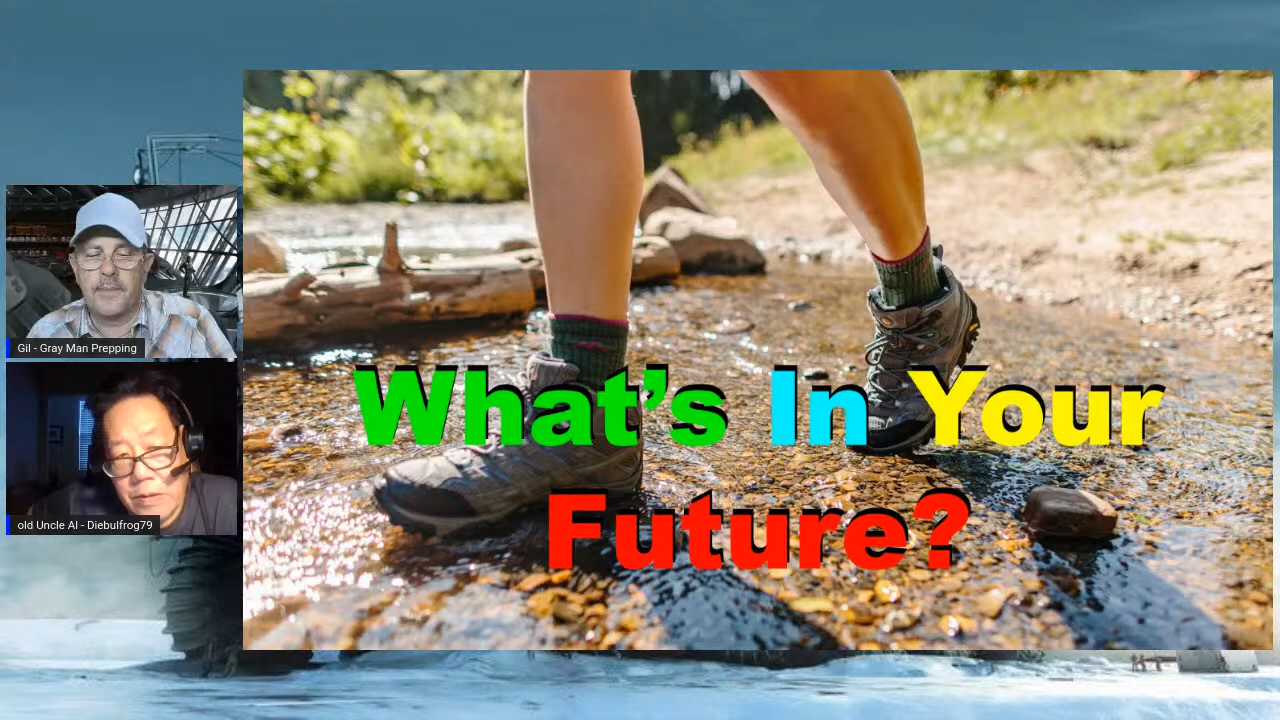 Gil - Gray Man Prepping
old Uncle Al - Diebulfrog79
What's In Your
Future?